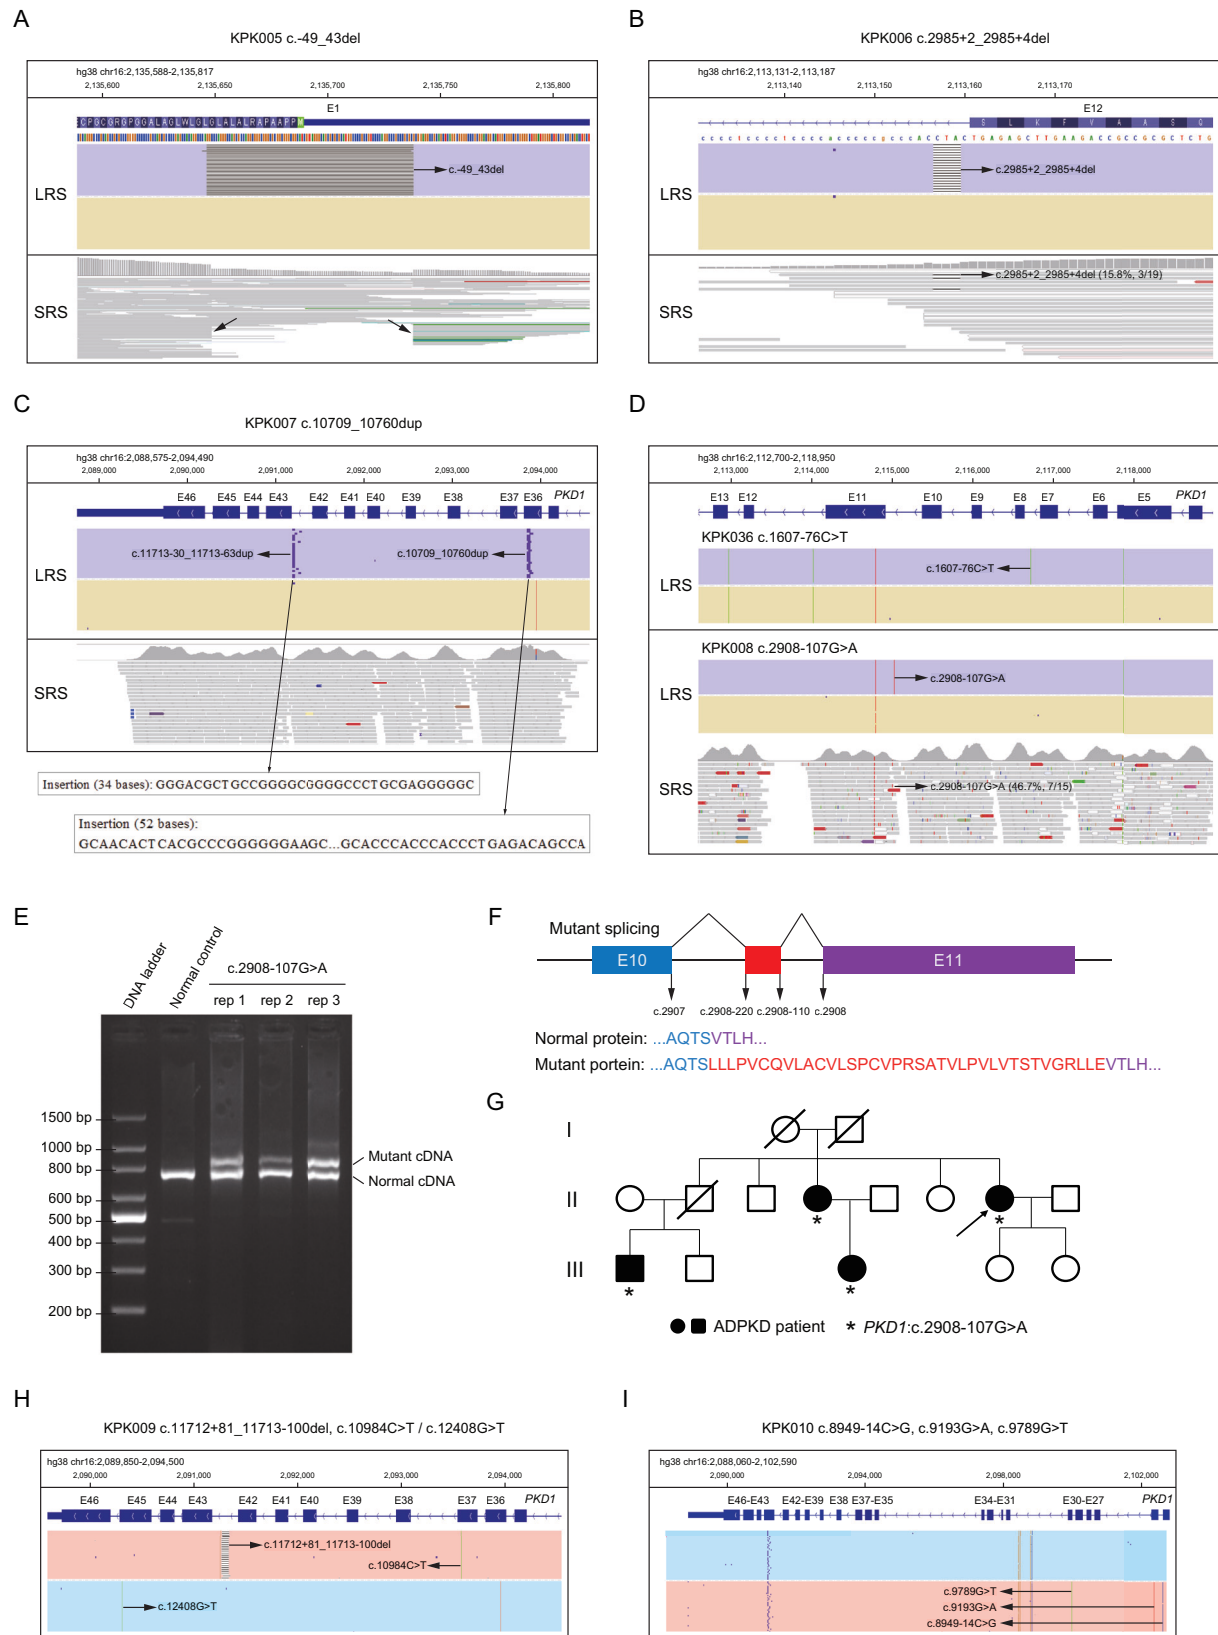 A
KPK005 c.-49_43del
hg38 chr16:2,135,588-2,135,817
2,135,600 2,135,650 2,135,700 2,135,750 2,135,800
E1
C P G C G R G P G G A L A G L W L G L G L A L A L R A P A A P P M
LRS
c.-49_43del
SRS
B
KPK006 c.2985+2_2985+4del
hg38 chr16:2,113,131-2,113,187
2,113,140 2,113,150 2,113,160 2,113,170
E12
S L K F V A A S Q
c c c c t c c c c t c c c c a c c c c c g c c c A C C T A C T G A G A G C T T G A A G A C C G C C G C G C T C T G
LRS
c.2985+2_2985+4del
c.2985+2_2985+4del (15.8%, 3/19)
SRS
C
KPK007 c.10709_10760dup
hg38 chr16:2,088,575-2,094,490
2,089,000 2,090,000 2,091,000 2,092,000 2,093,000 2,094,000
E46 E45 E44 E43 E42 E41 E40 E39 E38 E37 E36 PKD1
LRS
c.11713-30_11713-63dup c.10709_10760dup
SRS
Insertion (34 bases): GGGACGCTGCCGGGGCGGGGCCCTGCGAGGGGGC
Insertion (52 bases):
GCAACACTCACGCCCGGGGGGAAGC...GCACCCACCCACCCTGAGACAGCCA
D
hg38 chr16:2,112,700-2,118,950
2,113,000 2,114,000 2,115,000 2,116,000 2,117,000 2,118,000
E13 E12 E11 E10 E9 E8 E7 E6 E5 PKD1
KPK036 c.1607-76C>T
LRS
c.1607-76C>T
KPK008 c.2908-107G>A
LRS
c.2908-107G>A
SRS
c.2908-107G>A (46.7%, 7/15)
E
DNA ladder
Normal control
c.2908-107G>A
rep 1 rep 2 rep 3
1500 bp
1000 bp
800 bp
600 bp
500 bp
400 bp
300 bp
200 bp
Mutant cDNA
Normal cDNA
F
Mutant splicing
E10 E11
c.2907 c.2908-220 c.2908-110 c.2908
Normal protein: ...AQTSVTLH...
Mutant portein: ...AQTSLLLPVCQVLACVLSPCVPRSATVLPVLVTSTVGRLLEVTLH...
G
I
II
* *
III
* *
ADPKD patient * PKD1:c.2908-107G>A
H
KPK009 c.11712+81_11713-100del, c.10984C>T / c.12408G>T
hg38 chr16:2,089,850-2,094,500
2,090,000 2,091,000 2,092,000 2,093,000 2,094,000
E46 E45 E44 E43 E42 E41 E40 E39 E38 E37 E36 PKD1
c.11712+81_11713-100del
c.10984C>T
c.12408G>T
I
KPK010 c.8949-14C>G, c.9193G>A, c.9789G>T
hg38 chr16:2,088,060-2,102,590
2,090,000 2,094,000 2,098,000 2,102,000
E46-E43 E42-E39 E38 E37-E35 E34-E31 E30-E27 PKD1
c.9789G>T
c.9193G>A
c.8949-14C>G